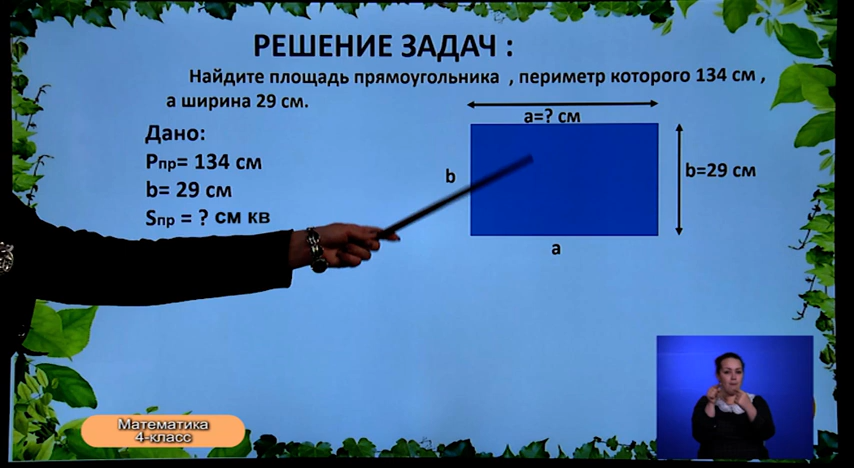 РЕШЕНИЕ ЗАДАЧ :
Найдите площадь прямоугольника , периметр которого 134 см ,
а ширина 29 см.
Дано:
Pпр= 134 см
b= 29 см
Sпр = ? см кв
a=? см
b
b=29 см
a
Математика
4-класс